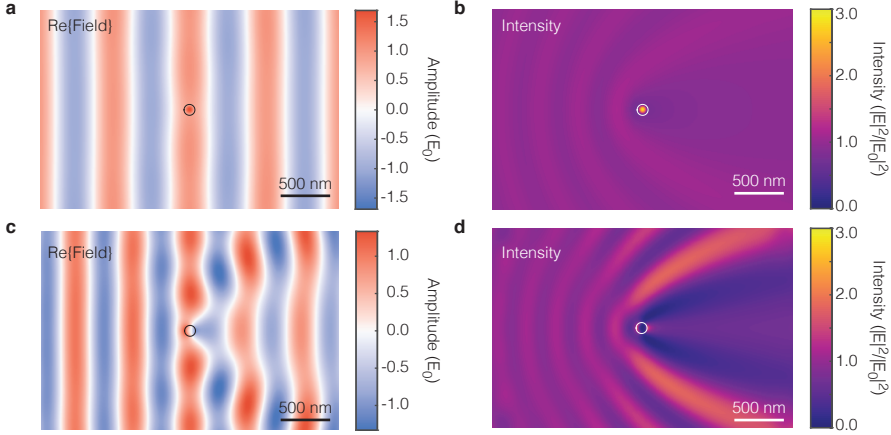 a
Re{Field}
500 nm
1.5
1.0
0.5
0.0
-0.5
-1.0
-1.5
Amplitude (E₀)
b
Intensity
500 nm
3.0
2.0
1.0
0.0
Intensity (|E|²/|E₀|²)
c
Re{Field}
500 nm
1.0
0.5
0.0
-0.5
-1.0
Amplitude (E₀)
d
Intensity
500 nm
3.0
2.0
1.0
0.0
Intensity (|E|²/|E₀|²)